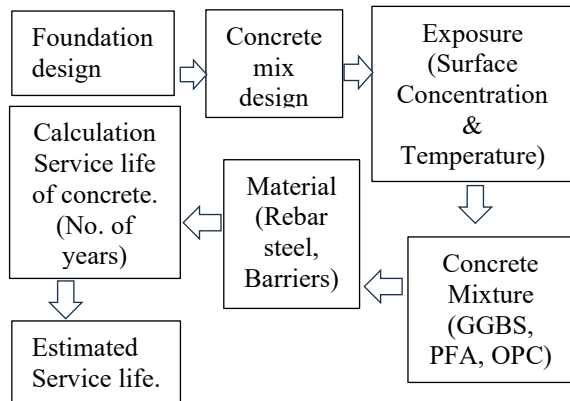 Foundation
design
Concrete
mix
design
Exposure
(Surface
Concentration
&
Temperature)
Concrete
Mixture
(GGBS,
PFA, OPC)
Material
(Rebar
steel,
Barriers)
Calculation
Service life
of concrete.
(No. of
years)
Estimated
Service life.